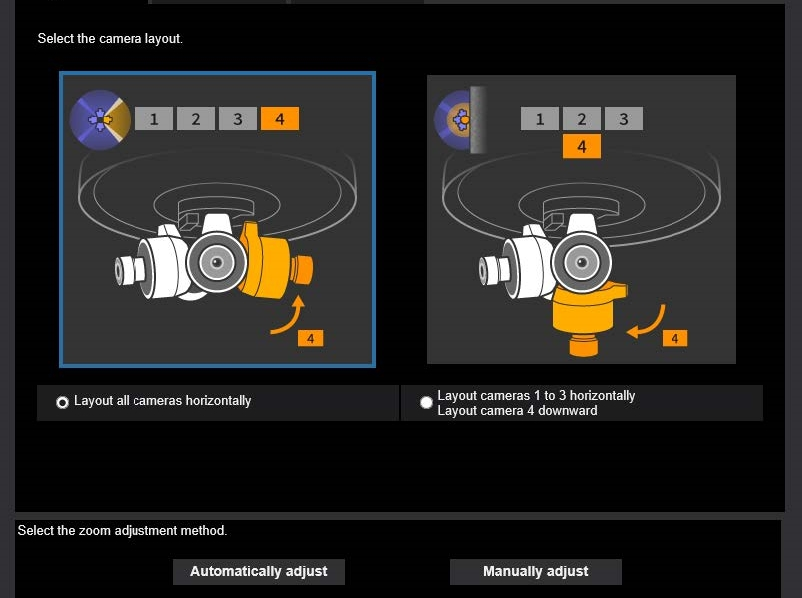 Select the camera layout.
1 2 3 4
1 2 3
4
4
4
Layout all cameras horizontally
Layout cameras 1 to 3 horizontally
Layout camera 4 downward
Select the zoom adjustment method.
Automatically adjust
Manually adjust